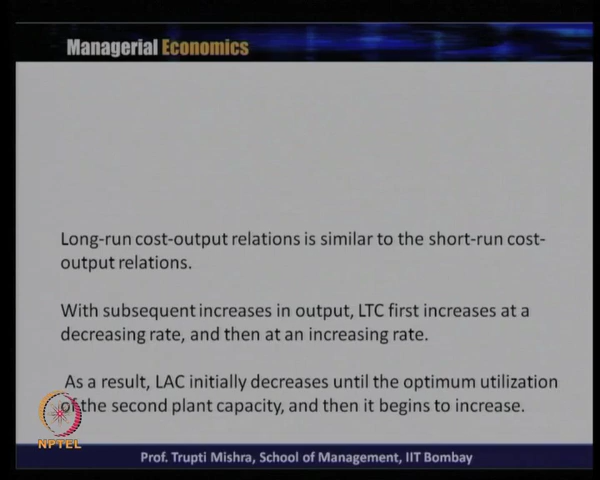 Managerial Economics
Long-run cost-output relations is similar to the short-run cost-
output relations.
With subsequent increases in output, LTC first increases at a
decreasing rate, and then at an increasing rate.
As a result, LAC initially decreases until the optimum utilization
of the second plant capacity, and then it begins to increase.
NPTEL
Prof. Trupti Mishra, School of Management, IIT Bombay